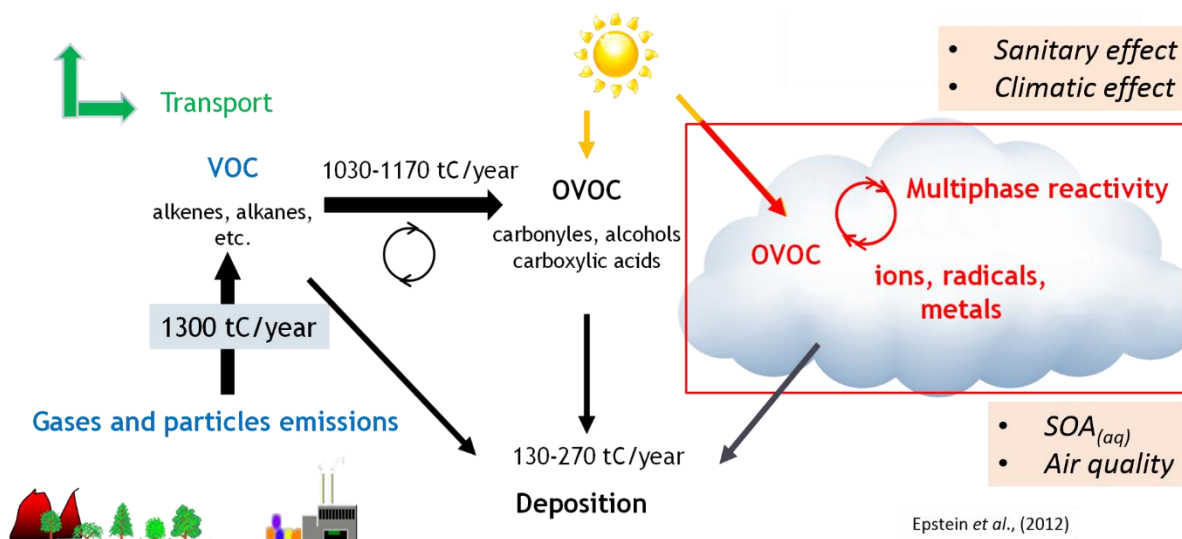 • Sanitary effect
• Climatic effect
Transport
VOC
1030-1170 tC/year
alkenes, alkanes,
etc.
OVOC
carbonyles, alcohols
carboxylic acids
Multiphase reactivity
OVOC
ions, radicals,
metals
1300 tC/year
Gases and particles emissions
130-270 tC/year
Deposition
• SOA(aq)
• Air quality
Epstein et al., (2012)